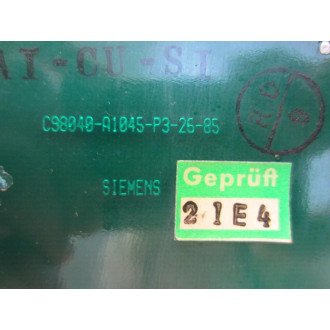 AI-CU-SI
C98040-A1045-P3-26-85
SIEMENS
Geprüft
21E4